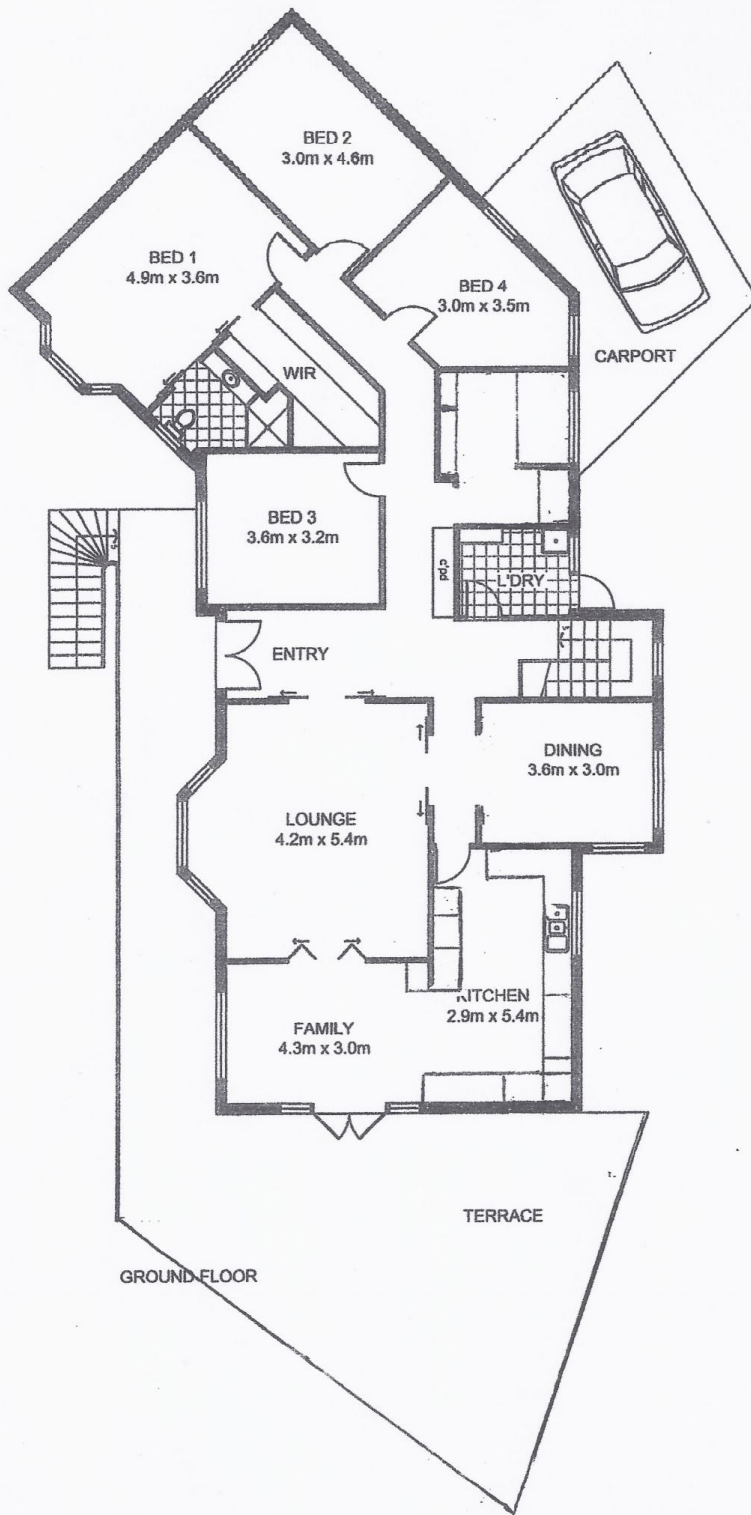 BED 2
3.0m x 4.6m
BED 1
4.9m x 3.6m
BED 4
3.0m x 3.5m
CARPORT
WIR
BED 3
3.6m x 3.2m
c'pd
L'DRY
ENTRY
DINING
3.6m x 3.0m
LOUNGE
4.2m x 5.4m
KITCHEN
2.9m x 5.4m
FAMILY
4.3m x 3.0m
TERRACE
GROUND FLOOR